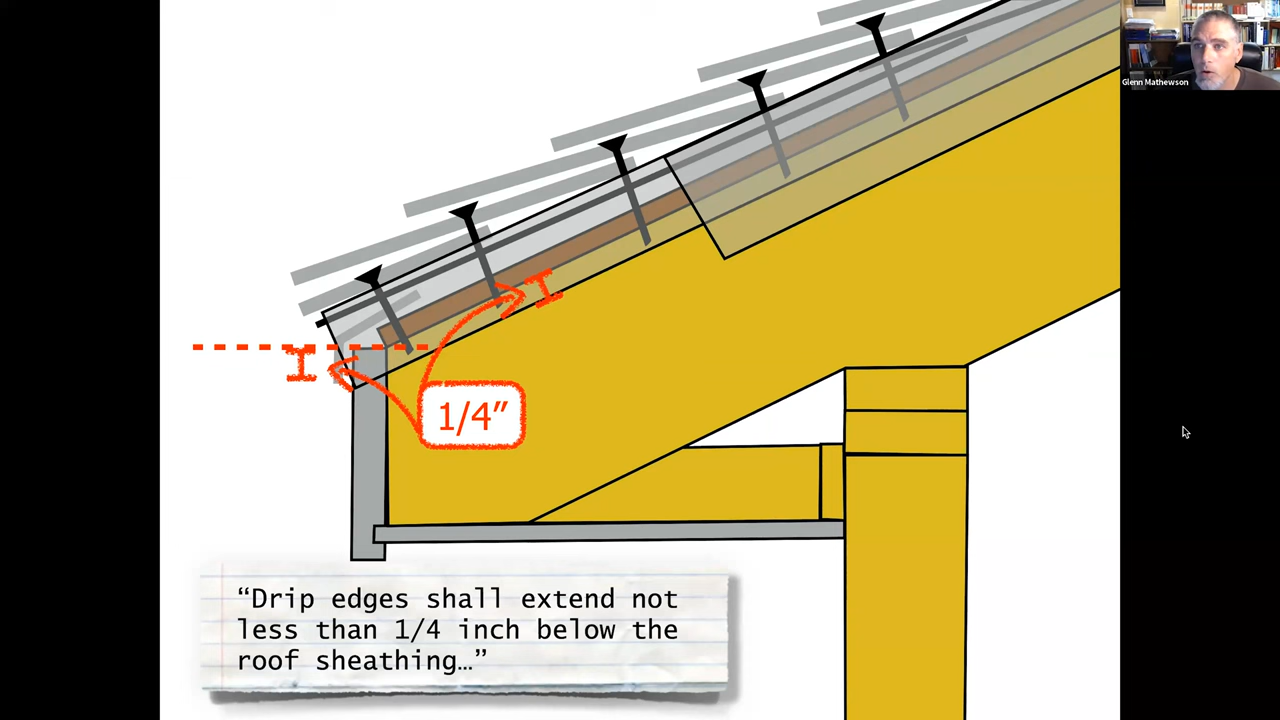 Glenn Mathewson
1/4”
“Drip edges shall extend not
less than 1/4 inch below the
roof sheathing…”